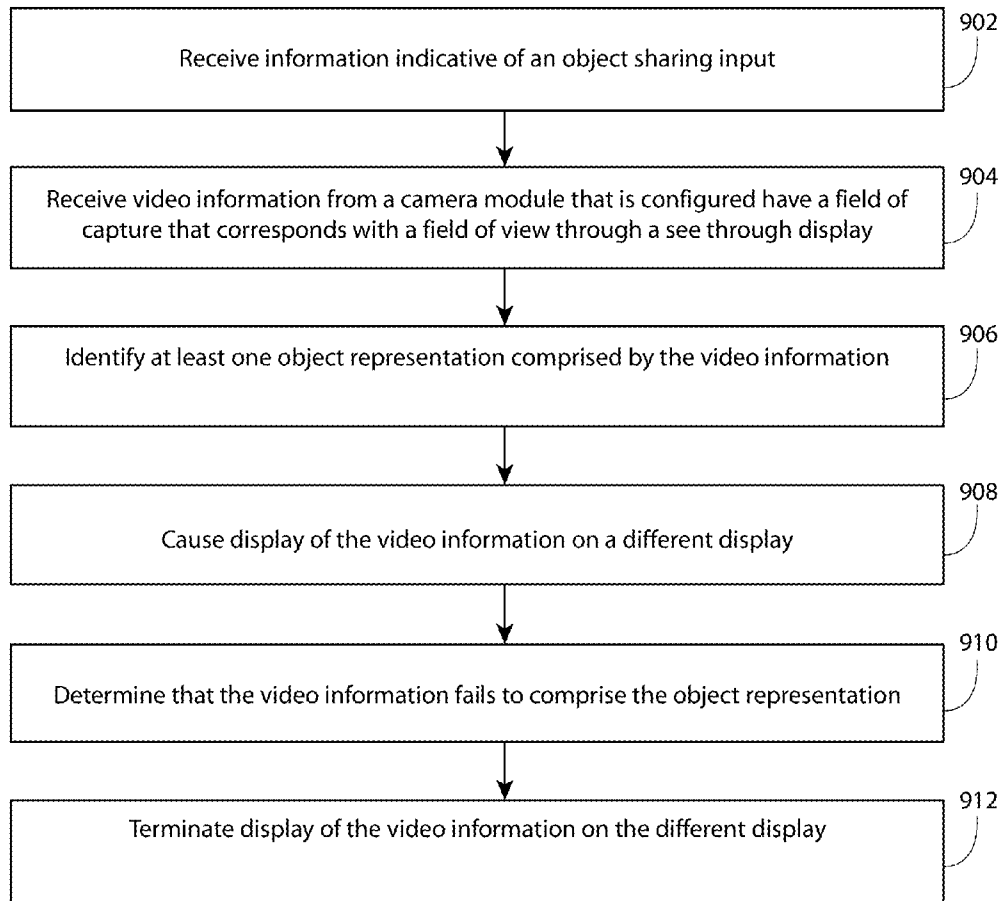 902
Receive information indicative of an object sharing input
904
Receive video information from a camera module that is configured have a field of
capture that corresponds with a field of view through a see through display
906
Identify at least one object representation comprised by the video information
908
Cause display of the video information on a different display
910
Determine that the video information fails to comprise the object representation
912
Terminate display of the video information on the different display